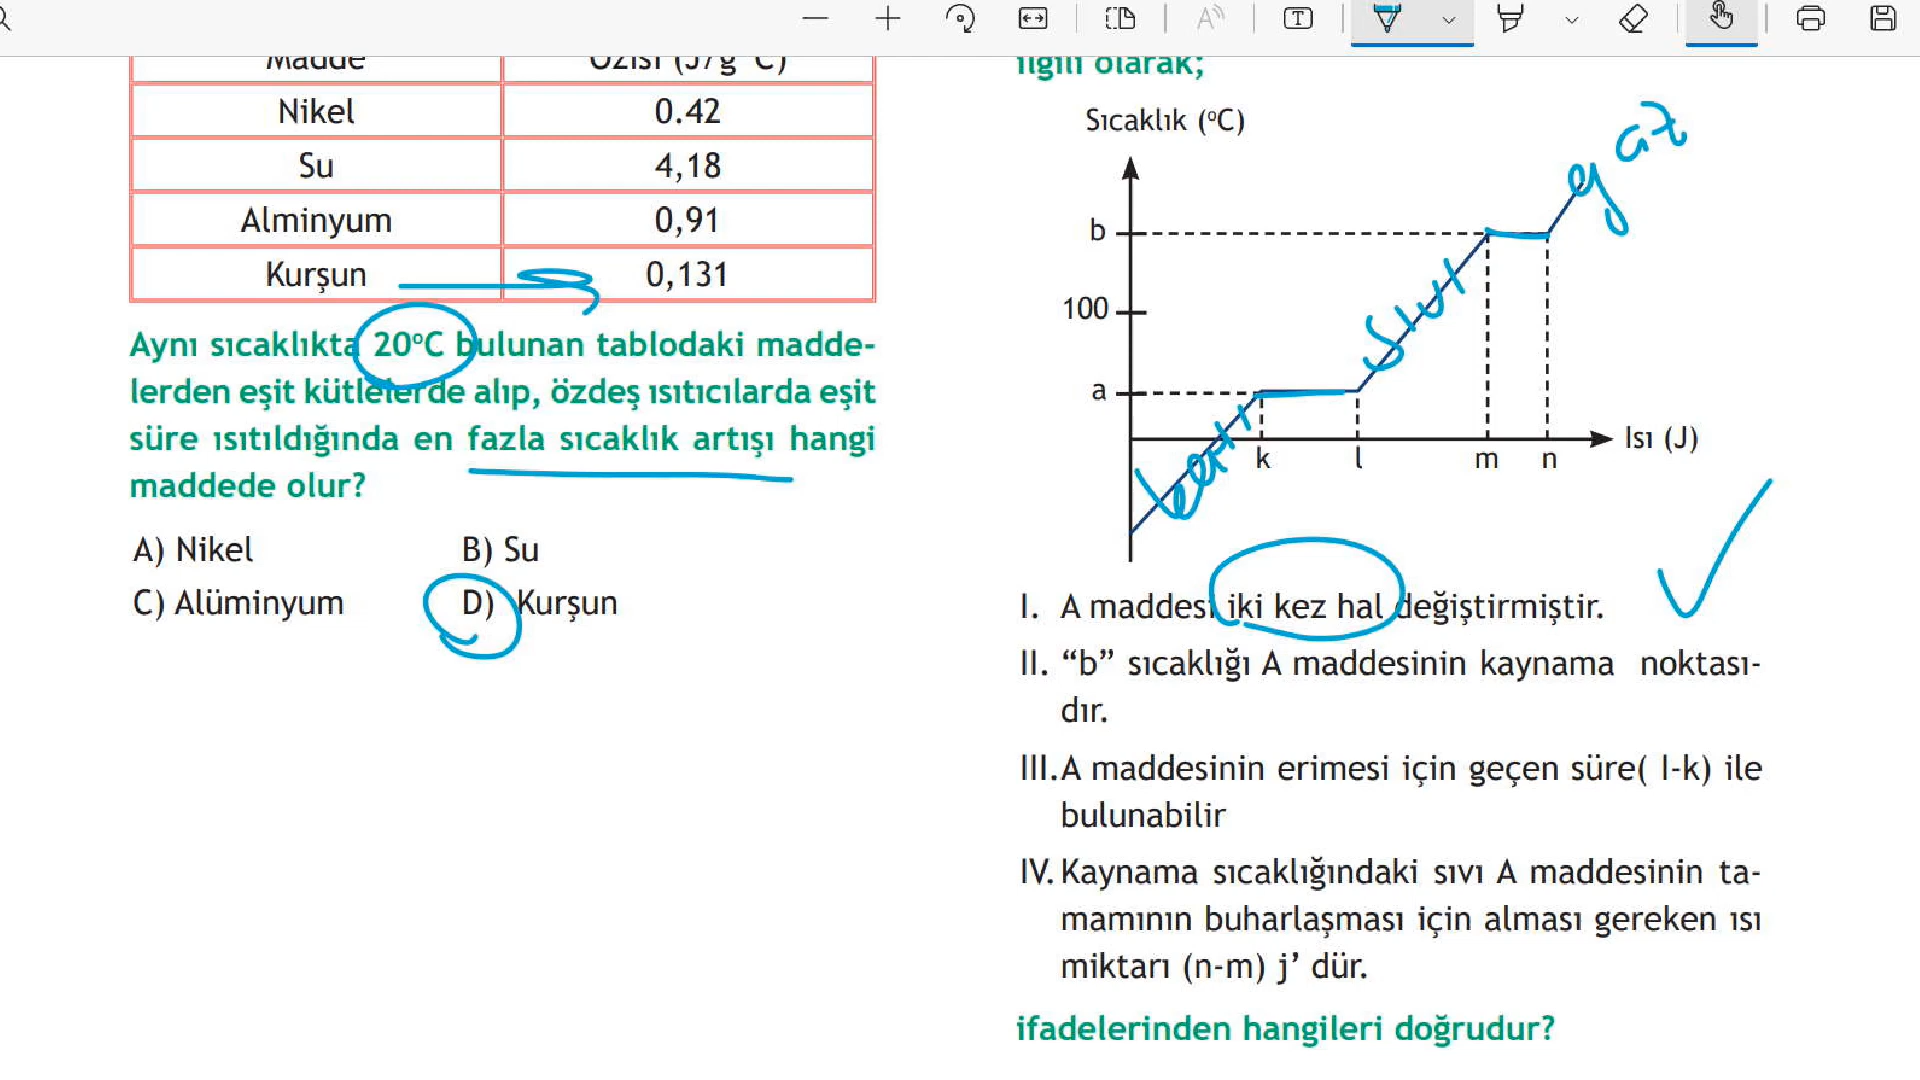 Madde Özısı (J/g °C)
Nikel 0.42
Su 4,18
Alminyum 0,91
Kurşun 0,131
Aynı sıcaklıkta 20°C bulunan tablodaki madde-
lerden eşit kütlelerde alıp, özdeş ısıtıcılarda eşit
süre ısıtıldığında en fazla sıcaklık artışı hangi
maddede olur?
A) Nikel B) Su
C) Alüminyum D) Kurşun
ilgili olarak;
Sıcaklık (°C)
b
100
a
k l m n
Isı (J)
katı
sıvı
gaz
I. A maddesi iki kez hal değiştirmiştir.
II. “b” sıcaklığı A maddesinin kaynama noktası-
dır.
III.A maddesinin erimesi için geçen süre( l-k) ile
bulunabilir
IV. Kaynama sıcaklığındaki sıvı A maddesinin ta-
mamının buharlaşması için alması gereken ısı
miktarı (n-m) j’ dür.
ifadelerinden hangileri doğrudur?